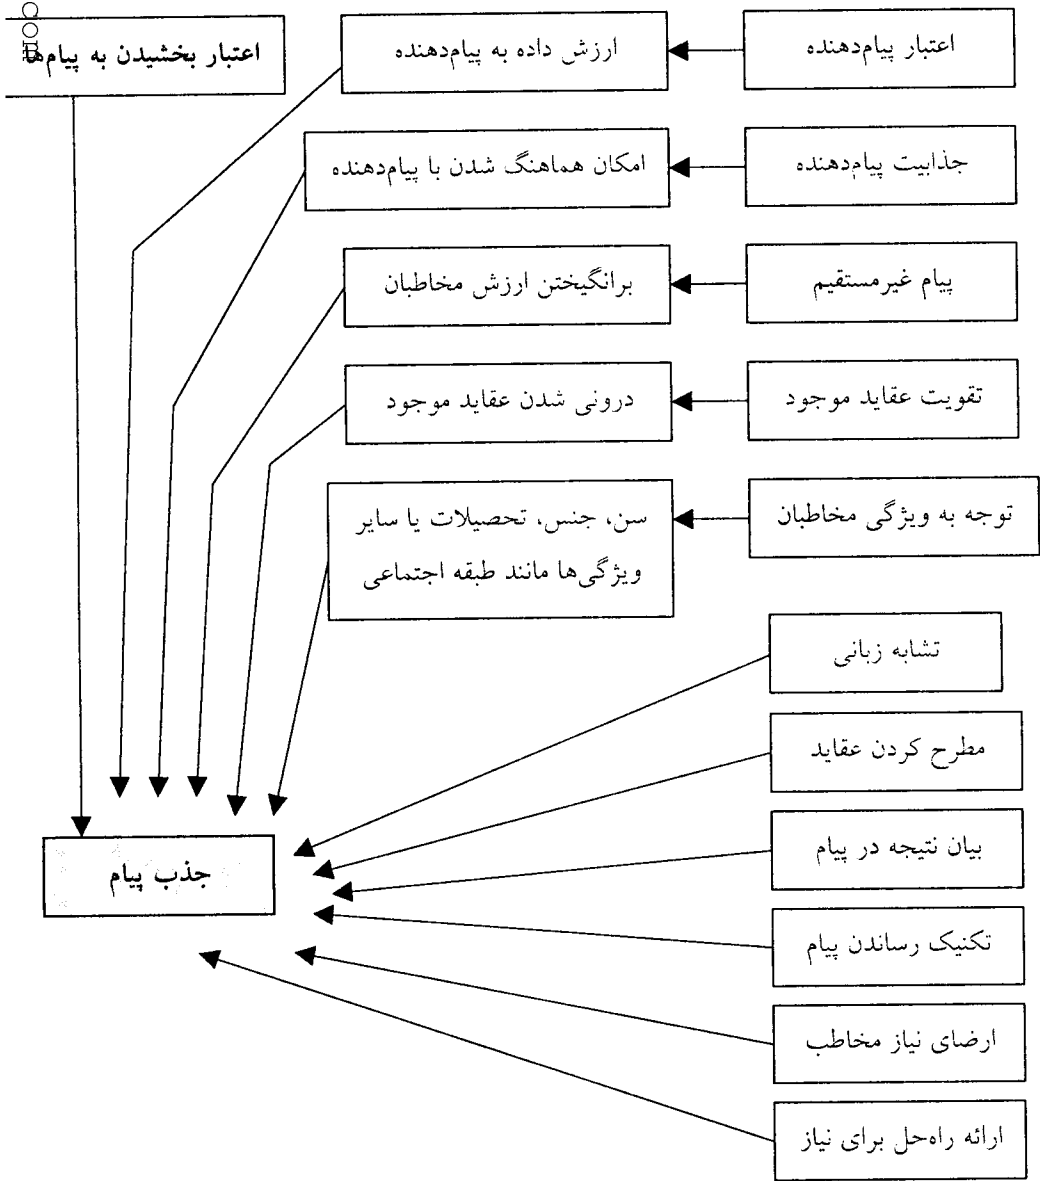 اعتبار بخشیدن به پیام‌ها
اعتبار پیام‌دهنده
ارزش داده به پیام‌دهنده
جذابیت پیام‌دهنده
امکان هماهنگ شدن با پیام‌دهنده
پیام غیرمستقیم
برانگیختن ارزش مخاطبان
تقویت عقاید موجود
درونی شدن عقاید موجود
توجه به ویژگی مخاطبان
سن، جنس، تحصیلات یا سایر
ویژگی‌ها مانند طبقه اجتماعی
تشابه زبانی
مطرح کردن عقاید
بیان نتیجه در پیام
تکنیک رساندن پیام
ارضای نیاز مخاطب
ارائه راه‌حل برای نیاز
جذب پیام
com